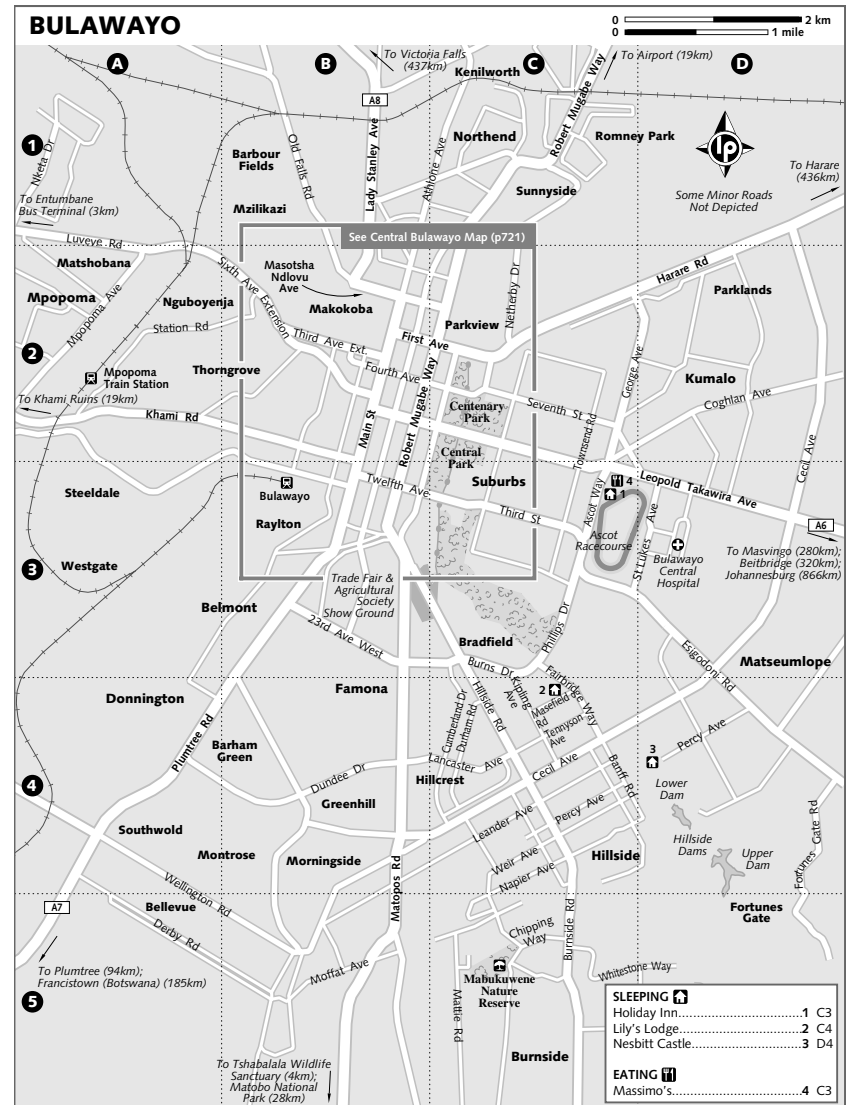 BULAWAYO
0 2 km
0 1 mile
A
B
C
D
To Victoria Falls
(437km)
To Airport (19km)
Kenilworth
A8
Robert Mugabe Way
1
Nketa Dr
Old Falls Rd
Lady Stanley Ave
Athlone Ave
Northend
Romney Park
lp
Barbour
Fields
Sunnyside
To Harare
(436km)
Some Minor Roads
Not Depicted
To Entumbane
Bus Terminal (3km)
Mzilikazi
See Central Bulawayo Map (p721)
Luveve Rd
Matshobana
Sixth Ave Extension
Masotsha
Ndlovu
Ave
Netherby Dr
Harare Rd
Parklands
Mpopoma
Mpopoma Ave
Nguboyenja
Makokoba
Parkview
Station Rd
First Ave
2
Third Ave Ext.
Fourth Ave
Robert Mugabe Way
George Ave
Kumalo
Mpopoma
Train Station
Thorngrove
Coghlan Ave
To Khami Ruins (19km)
Khami Rd
Main St
Centenary
Park
Seventh St
Townsend Rd
Cecil Ave
Central
Park
Leopold Takawira Ave
Steeldale
Bulawayo
Twelfth Ave
Suburbs
4
1
Ascot Way
Raylton
Third St
Ascot
Racecourse
St Lukes Ave
A6
Bulawayo
Central
Hospital
To Masvingo (280km);
Beitbridge (320km);
Johannesburg (866km)
3
Westgate
Trade Fair &
Agricultural
Society
Show Ground
Belmont
23rd Ave West
Bradfield
Phillips Dr
Esigodini Rd
Matseumlope
Burns Dr
Kipling
Ave
Fairbridge Way
Donnington
Famona
2
Masefield
Rd
Tennyson
Ave
Hillside Rd
Cumberland Dr
Durham Rd
Plumtree Rd
Barham
Green
3
Percy Ave
Lancaster Ave
Cecil Ave
Banff Rd
4
Dundee Dr
Hillcrest
Lower
Dam
Greenhill
Percy Ave
Leander Ave
Southwold
Hillside
Dams
Fortunes Gate Rd
Montrose
Morningside
Weir Ave
Hillside
Upper
Dam
Napier Ave
Wellington Rd
Matopos Rd
A7
Bellevue
Fortunes
Gate
Derby Rd
Chipping
Way
Burnside Rd
To Plumtree (94km);
Francistown (Botswana) (185km)
Moffat Ave
Whitestone Way
5
Mabukuwene
Nature
Reserve
Mattie Rd
Burnside
To Tshabalala Wildlife
Sanctuary (4km);
Matobo National
Park (28km)
SLEEPING
Holiday Inn..............................1 C3
Lily's Lodge..............................2 C4
Nesbitt Castle..........................3 D4
EATING
Massimo's................................4 C3